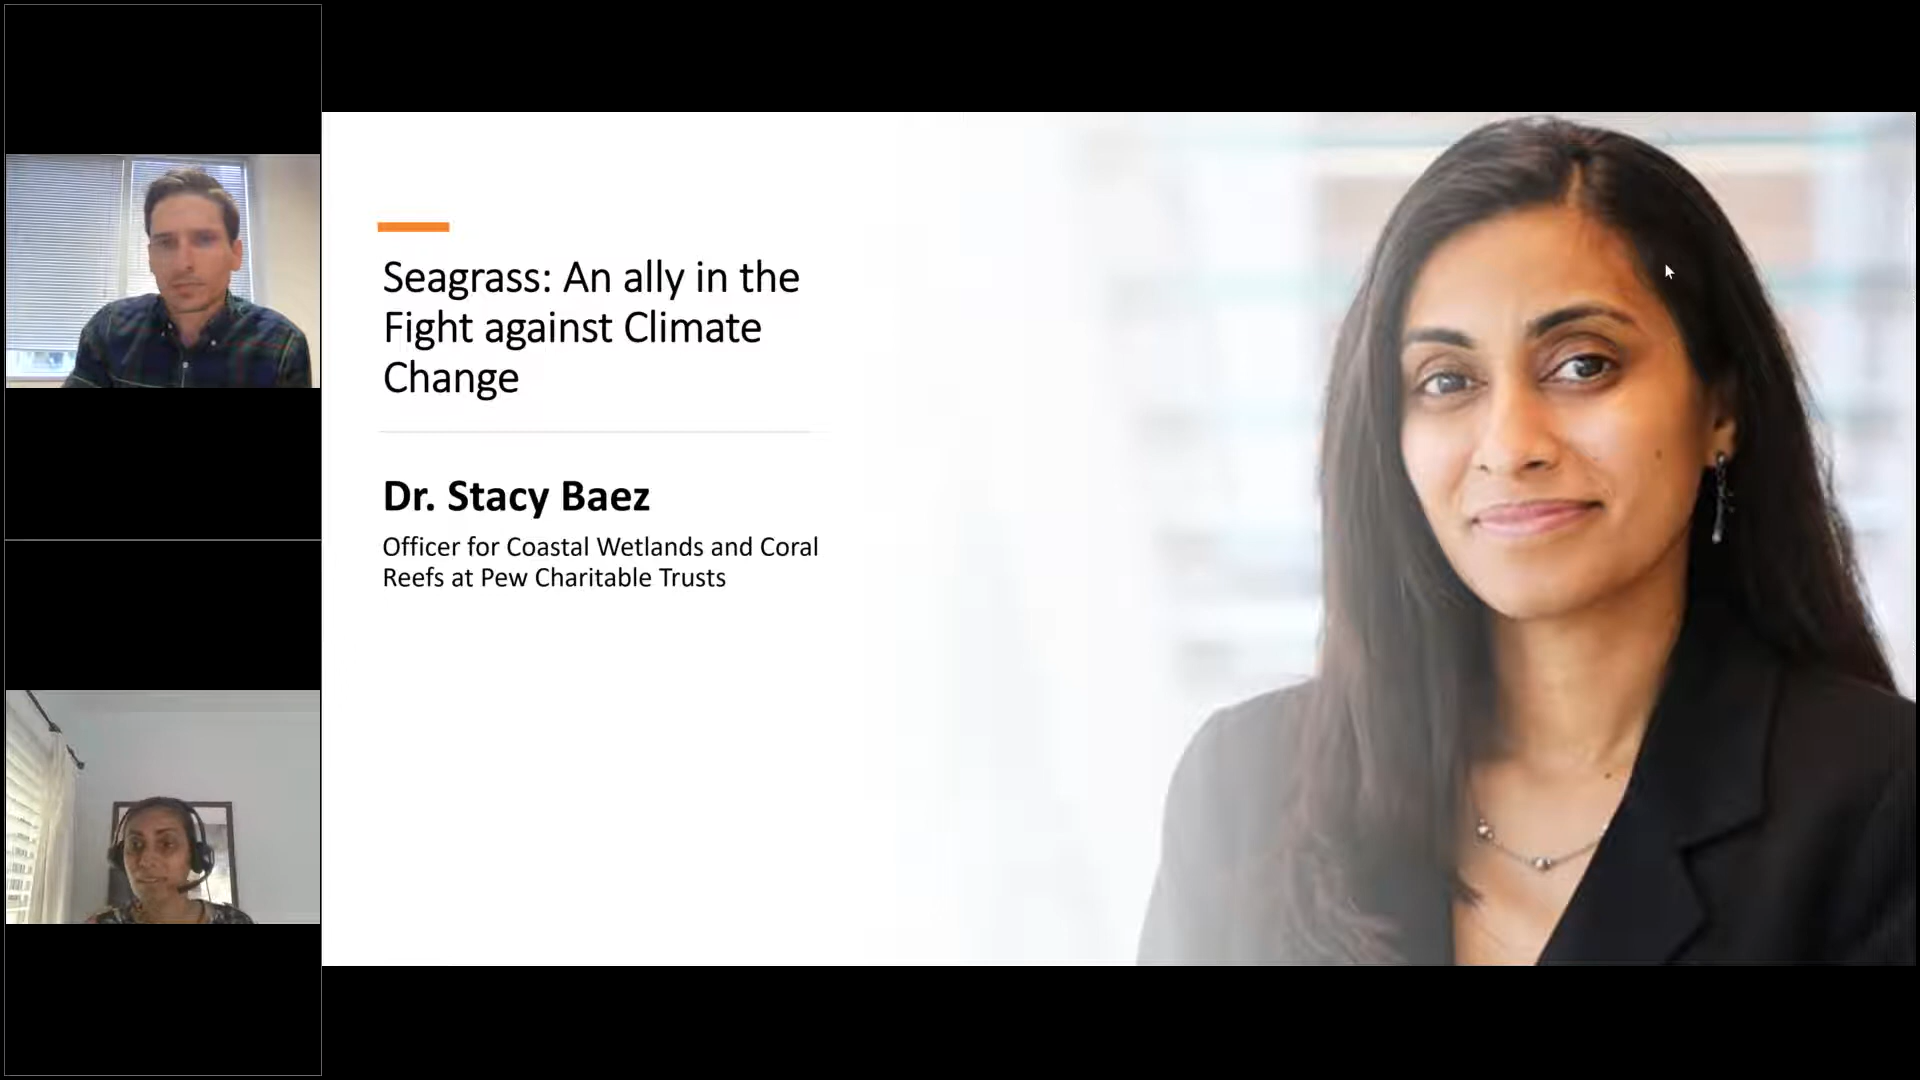 Seagrass: An ally in the
Fight against Climate
Change
Dr. Stacy Baez
Officer for Coastal Wetlands and Coral
Reefs at Pew Charitable Trusts